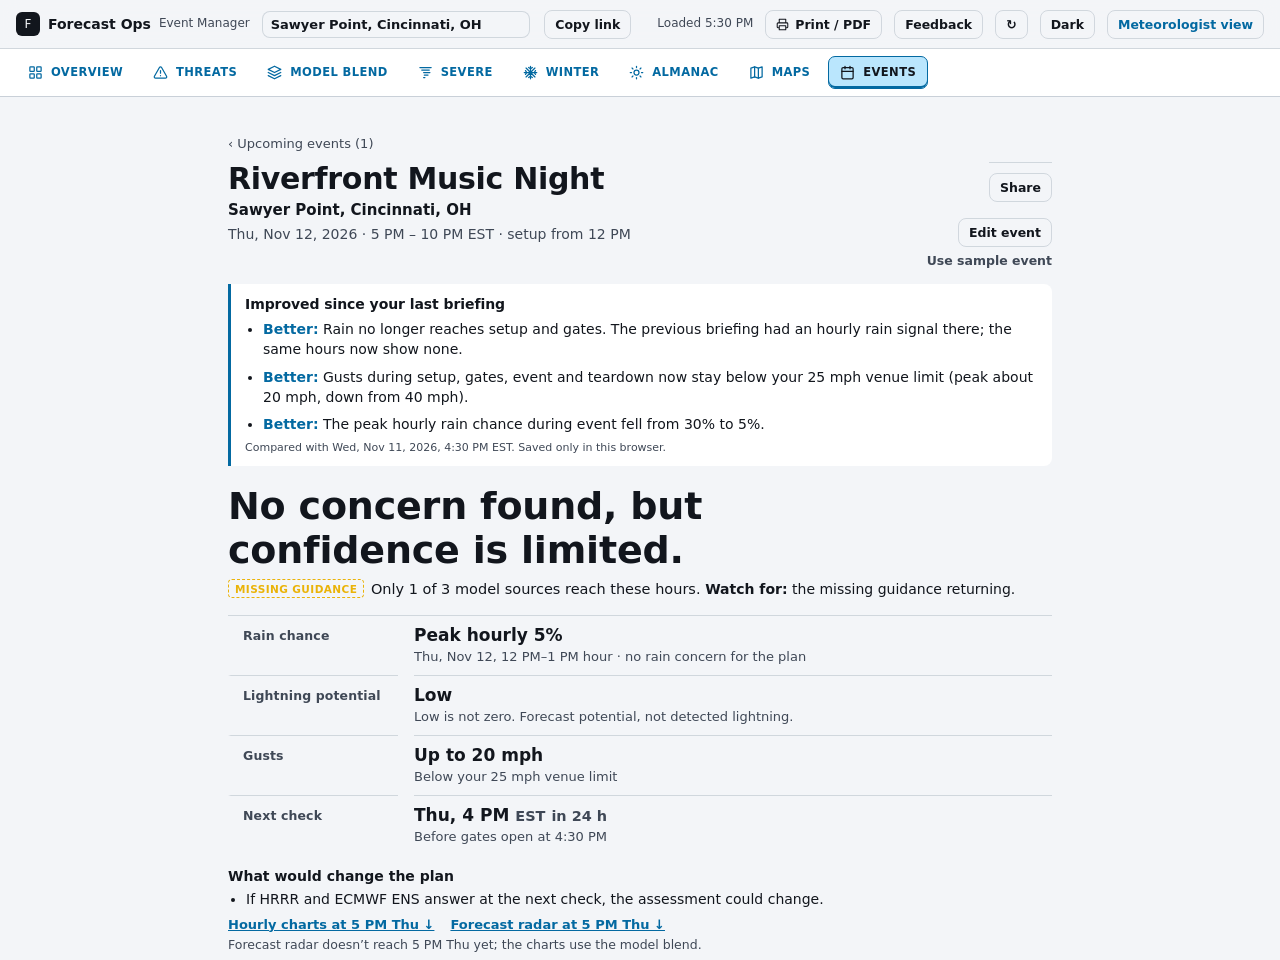 F Forecast Ops Event Manager Sawyer Point, Cincinnati, OH Copy link Loaded 5:30 PM Print / PDF Feedback ↻ Dark Meteorologist view
OVERVIEW THREATS MODEL BLEND SEVERE WINTER ALMANAC MAPS EVENTS
‹ Upcoming events (1)
Riverfront Music Night
Sawyer Point, Cincinnati, OH
Thu, Nov 12, 2026 · 5 PM – 10 PM EST · setup from 12 PM
Share
Edit event
Use sample event
Improved since your last briefing
• Better: Rain no longer reaches setup and gates. The previous briefing had an hourly rain signal there; the
same hours now show none.
• Better: Gusts during setup, gates, event and teardown now stay below your 25 mph venue limit (peak about
20 mph, down from 40 mph).
• Better: The peak hourly rain chance during event fell from 30% to 5%.
Compared with Wed, Nov 11, 2026, 4:30 PM EST. Saved only in this browser.
No concern found, but
confidence is limited.
MISSING GUIDANCE Only 1 of 3 model sources reach these hours. Watch for: the missing guidance returning.
Rain chance Peak hourly 5%
Thu, Nov 12, 12 PM–1 PM hour · no rain concern for the plan
Lightning potential Low
Low is not zero. Forecast potential, not detected lightning.
Gusts Up to 20 mph
Below your 25 mph venue limit
Next check Thu, 4 PM EST in 24 h
Before gates open at 4:30 PM
What would change the plan
• If HRRR and ECMWF ENS answer at the next check, the assessment could change.
Hourly charts at 5 PM Thu ↓ Forecast radar at 5 PM Thu ↓
Forecast radar doesn’t reach 5 PM Thu yet; the charts use the model blend.